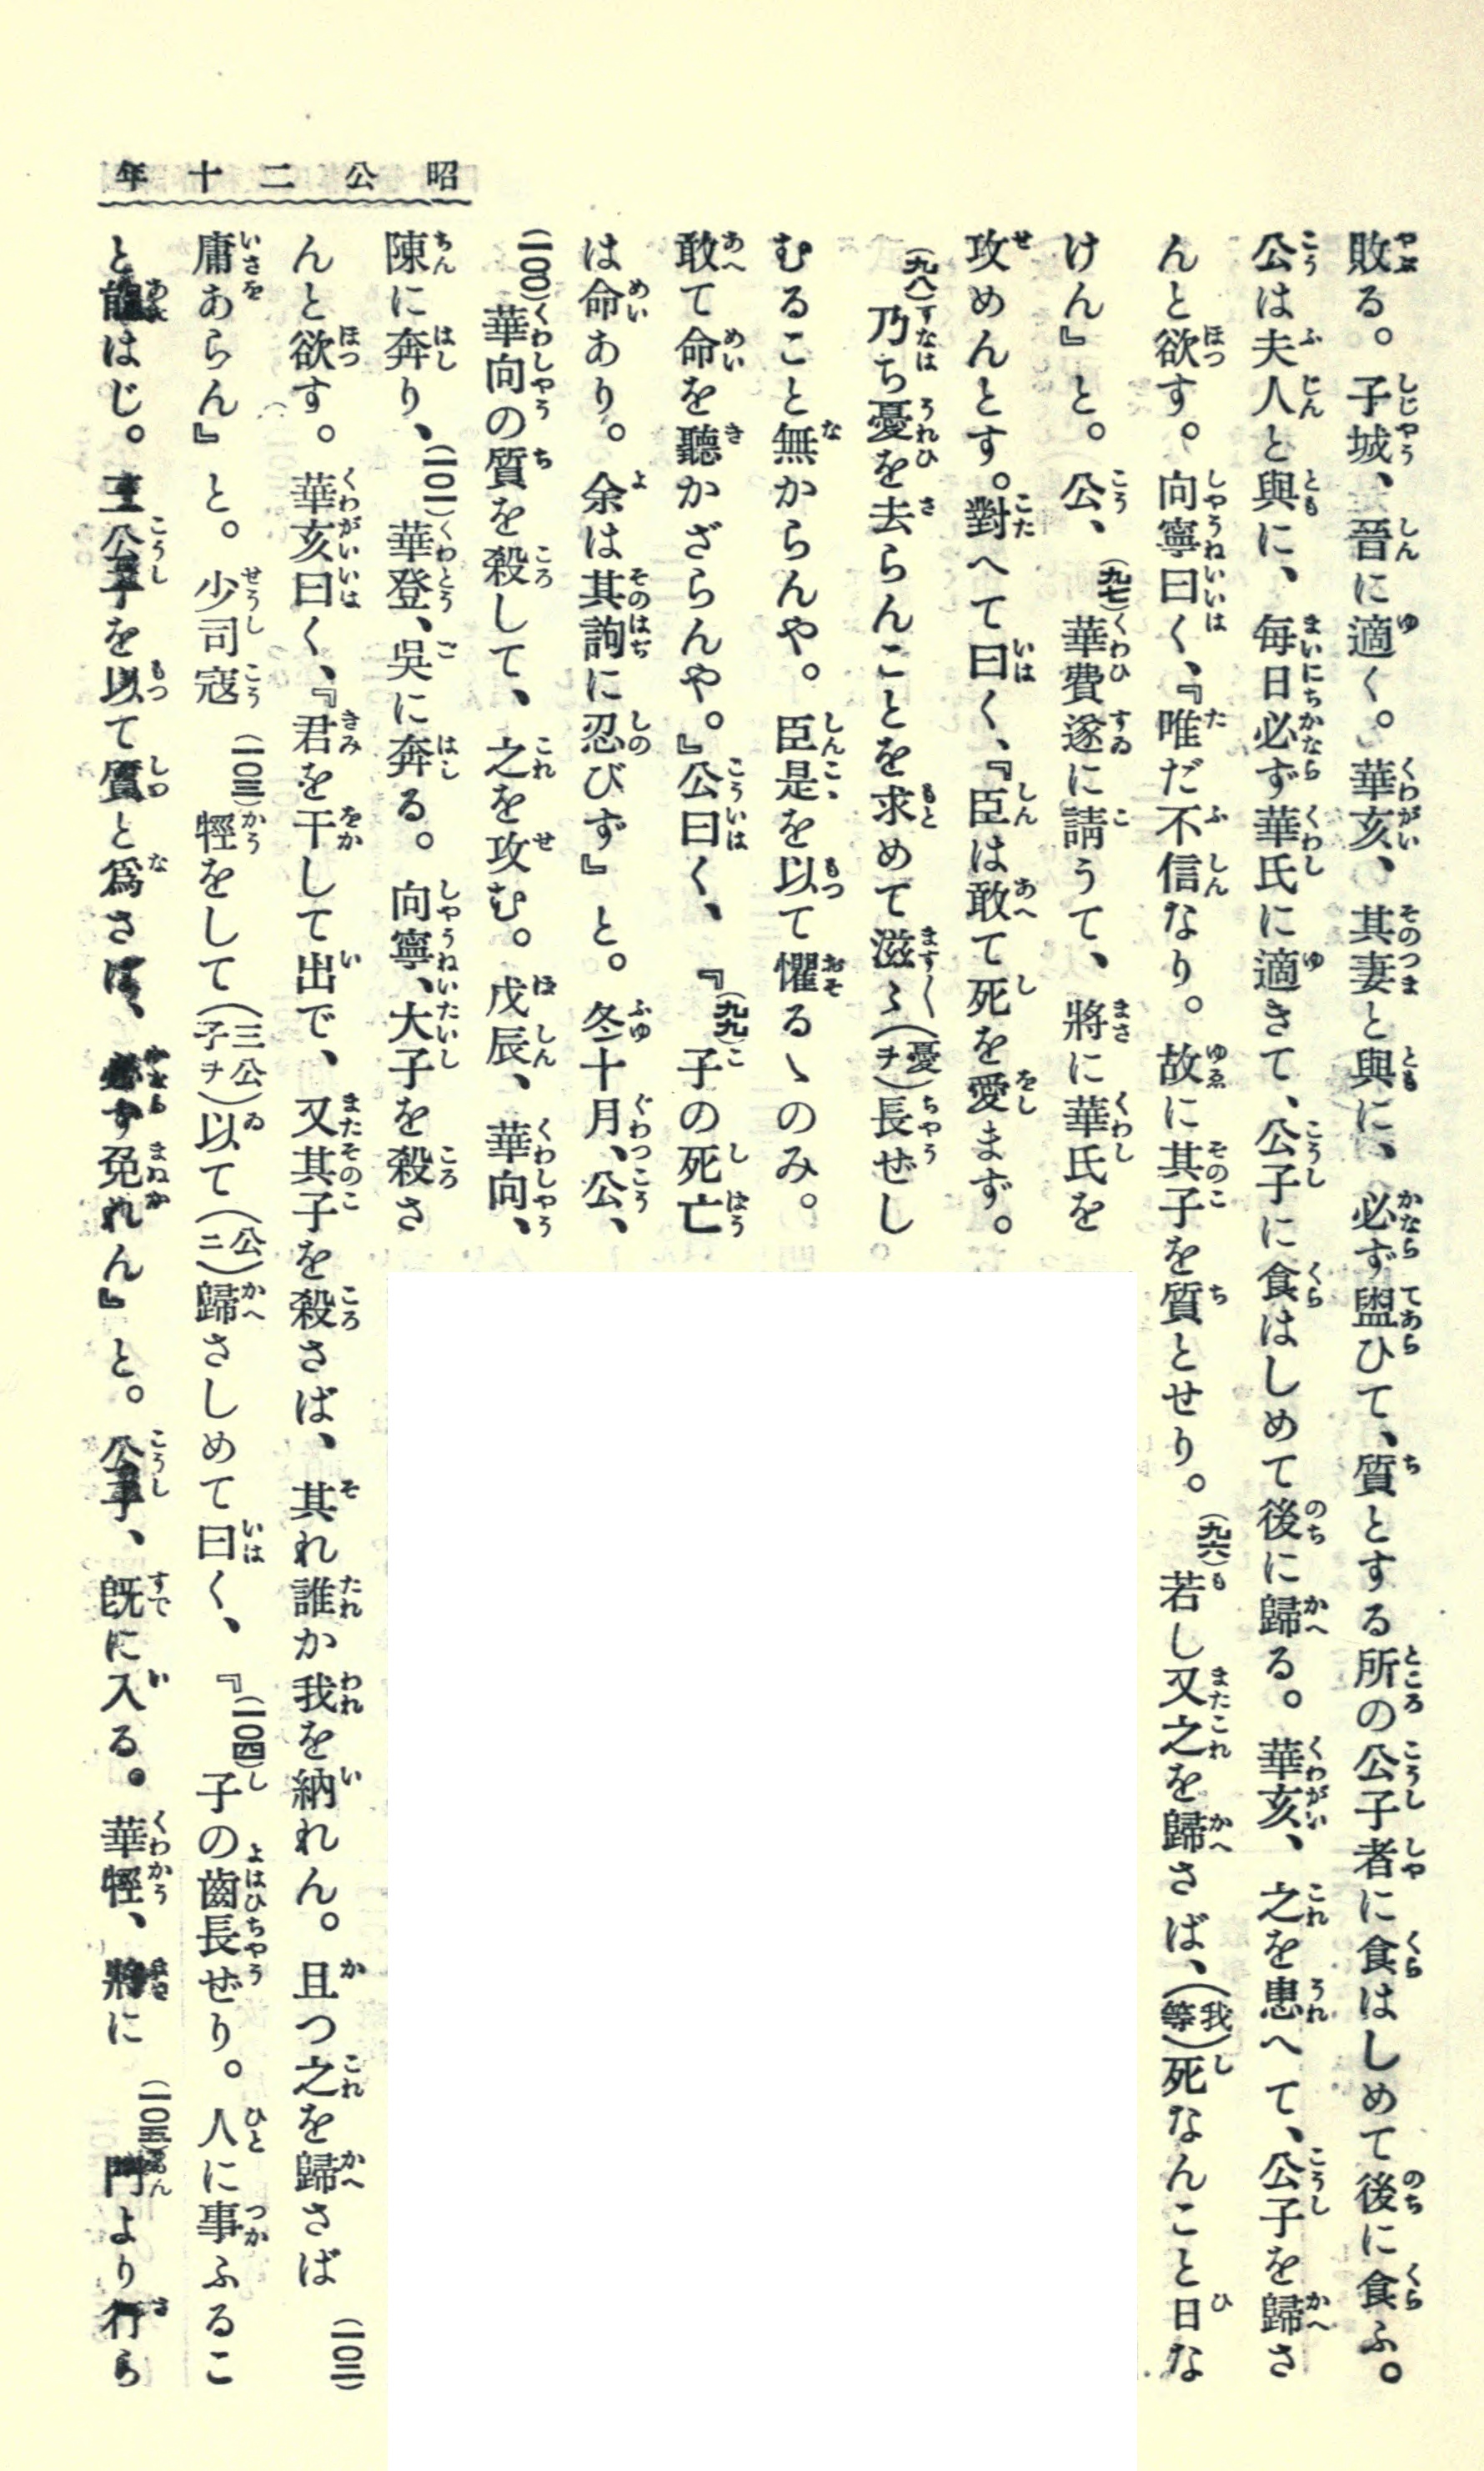 昭公二十年
敗る。子城、晉に適く。華亥、其妻と與に、必ず盥ひて、質とする所の公子者に食はしめて後に食ふ。
公は夫人と與に、毎日必ず華氏に適きて、公子に食はしめて後に歸る。華亥、之を患へて、公子を歸さ
んと欲す。向寧曰く、『唯だ不信なり。故に其子を質とせり。(九六)若し又之を歸さば、(我等)死なんこと日な
けん』と。公、(九七)華費遂に請うて、將に華氏を
攻めんとす。對へて曰く、『臣は敢て死を愛まず。
(九八)乃ち憂を去らんことを求めて滋〻(憂ヲ)長ぜし。
むること無からんや。臣是を以て懼るゝのみ。
敢て命を聽かざらんや。』公曰く、『(九九)子の死亡
は命あり。余は其訽に忍びず』と。冬十月、公、
(一〇〇)華向の質を殺して、之を攻む。戊辰、華向、
陳に奔り、(一〇一)華登、吳に奔る。向寧、大子を殺さ
んと欲す。華亥曰く、『君を干して出で、又其子を殺さば、其れ誰か我を納れん。且つ之を歸さば(一〇二)
庸あらん』と。少司寇(一〇三)牼をして(三公子ヲ)以て(公ニ)歸さしめて曰く、『(一〇四)子の齒長ぜり。人に事ふるこ
と能はじ。三公子を以て質と爲さば、必ず免れん』と。公子、既に入る。華牼、將に(一〇五)門より行ら